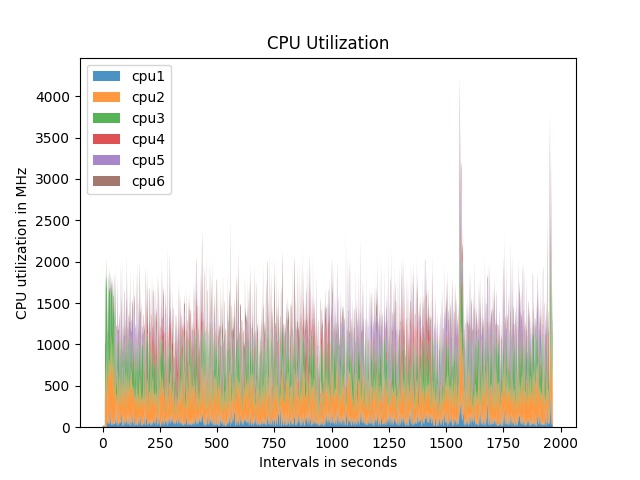 CPU Utilization
CPU utilization in MHz
4000
3500
3000
2500
2000
1500
1000
500
0
cpu1
cpu2
cpu3
cpu4
cpu5
cpu6
0 250 500 750 1000 1250 1500 1750 2000
Intervals in seconds